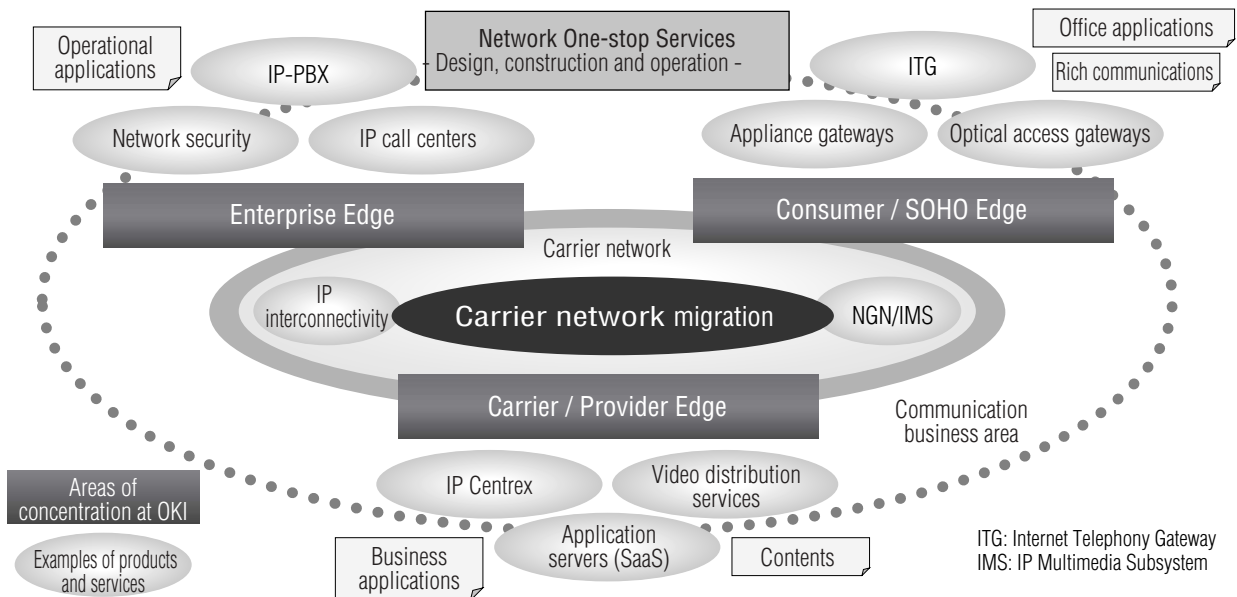 Operational
applications
IP-PBX
Network One-stop Services
- Design, construction and operation -
ITG
Office applications
Rich communications
Network security
IP call centers
Appliance gateways
Optical access gateways
Enterprise Edge
Consumer / SOHO Edge
Carrier network
IP
interconnectivity
Carrier network migration
NGN/IMS
Carrier / Provider Edge
Communication
business area
IP Centrex
Video distribution
services
Areas of
concentration at OKI
Application
servers (SaaS)
Examples of products
and services
Business
applications
Contents
ITG: Internet Telephony Gateway
IMS: IP Multimedia Subsystem